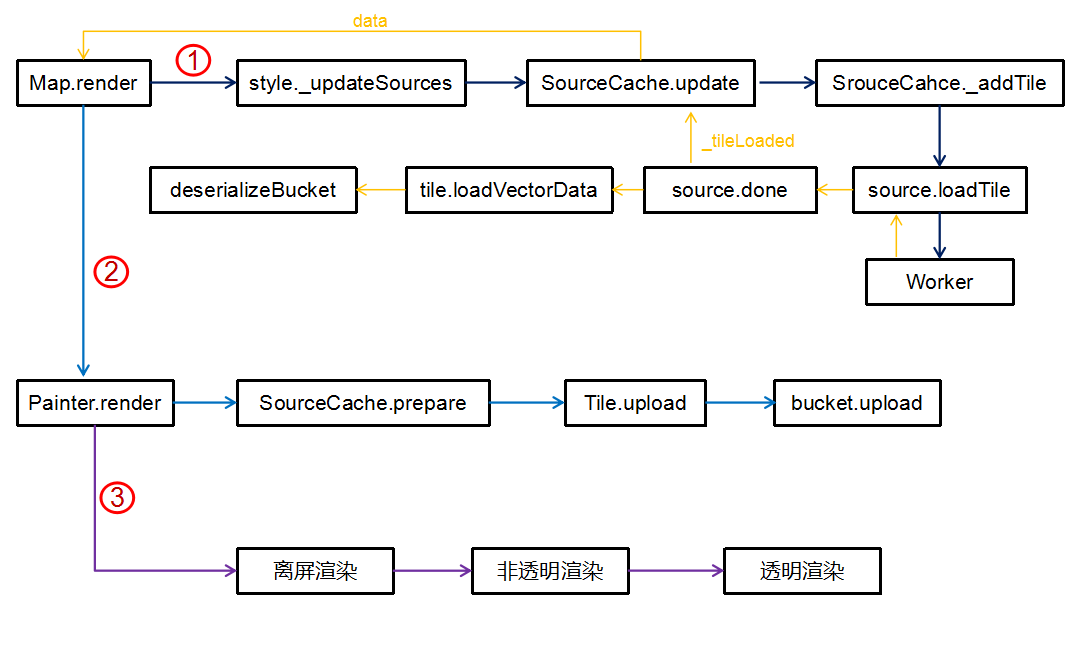 data
①
Map.render
style._updateSources
SourceCache.update
SrouceCahce._addTile
_tileLoaded
deserializeBucket
tile.loadVectorData
source.done
source.loadTile
②
Worker
Painter.render
SourceCache.prepare
Tile.upload
bucket.upload
③
离屏渲染
非透明渲染
透明渲染